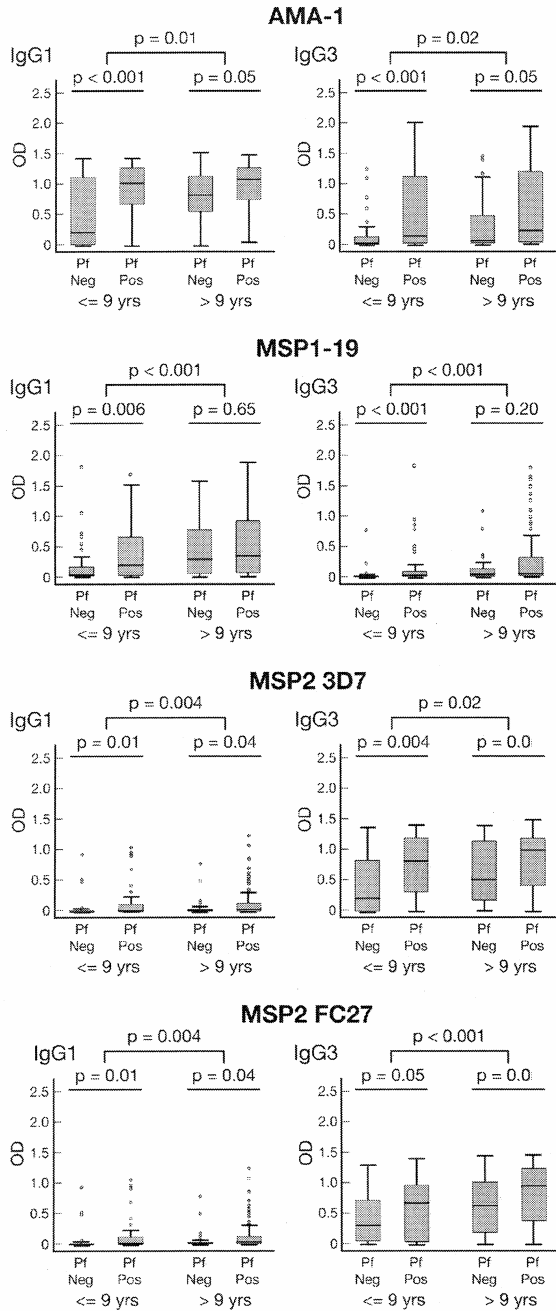 AMA-1
IgG1 p = 0.01 IgG3 p = 0.02
p < 0.001 p = 0.05 p < 0.001 p = 0.05
2.5 2.5
2.0 2.0
OD 1.5 OD 1.5
1.0 1.0
0.5 0.5
0 0
Pf Pf Pf Pf Pf Pf Pf Pf
Neg Pos Neg Pos Neg Pos Neg Pos
<= 9 yrs > 9 yrs <= 9 yrs > 9 yrs
MSP1-19
IgG1 p < 0.001 IgG3 p < 0.001
p = 0.006 p = 0.65 p < 0.001 p = 0.20
2.5 2.5
2.0 2.0
OD 1.5 OD 1.5
1.0 1.0
0.5 0.5
0 0
Pf Pf Pf Pf Pf Pf Pf Pf
Neg Pos Neg Pos Neg Pos Neg Pos
<= 9 yrs > 9 yrs <= 9 yrs > 9 yrs
MSP2 3D7
IgG1 p = 0.004 IgG3 p = 0.02
p = 0.01 p = 0.04 p = 0.004 p = 0.0
2.5 2.5
2.0 2.0
OD 1.5 OD 1.5
1.0 1.0
0.5 0.5
0 0
Pf Pf Pf Pf Pf Pf Pf Pf
Neg Pos Neg Pos Neg Pos Neg Pos
<= 9 yrs > 9 yrs <= 9 yrs > 9 yrs
MSP2 FC27
IgG1 p = 0.004 IgG3 p < 0.001
p = 0.01 p = 0.04 p = 0.05 p = 0.0
2.5 2.5
2.0 2.0
OD 1.5 OD 1.5
1.0 1.0
0.5 0.5
0 0
Pf Pf Pf Pf Pf Pf Pf Pf
Neg Pos Neg Pos Neg Pos Neg Pos
<= 9 yrs > 9 yrs <= 9 yrs > 9 yrs